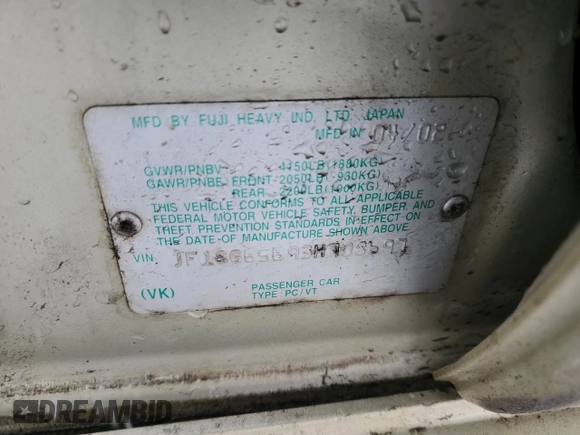 MFD BY FUJI HEAVY IND. LTD. JAPAN
MFD IN 04/02
GVWR/PNBV 4150LB(1880KG)
GAWR/PNBE FRONT 2050LB( 930KG)
REAR 2200LB(1000KG)
THIS VEHICLE CONFORMS TO ALL APPLICABLE
FEDERAL MOTOR VEHICLE SAFETY, BUMPER, AND
THEFT PREVENTION STANDARDS IN EFFECT ON
THE DATE OF MANUFACTURE SHOWN ABOVE
VIN.
(VK)
PASSENGER CAR
TYPE PC/VT
DREAMBID